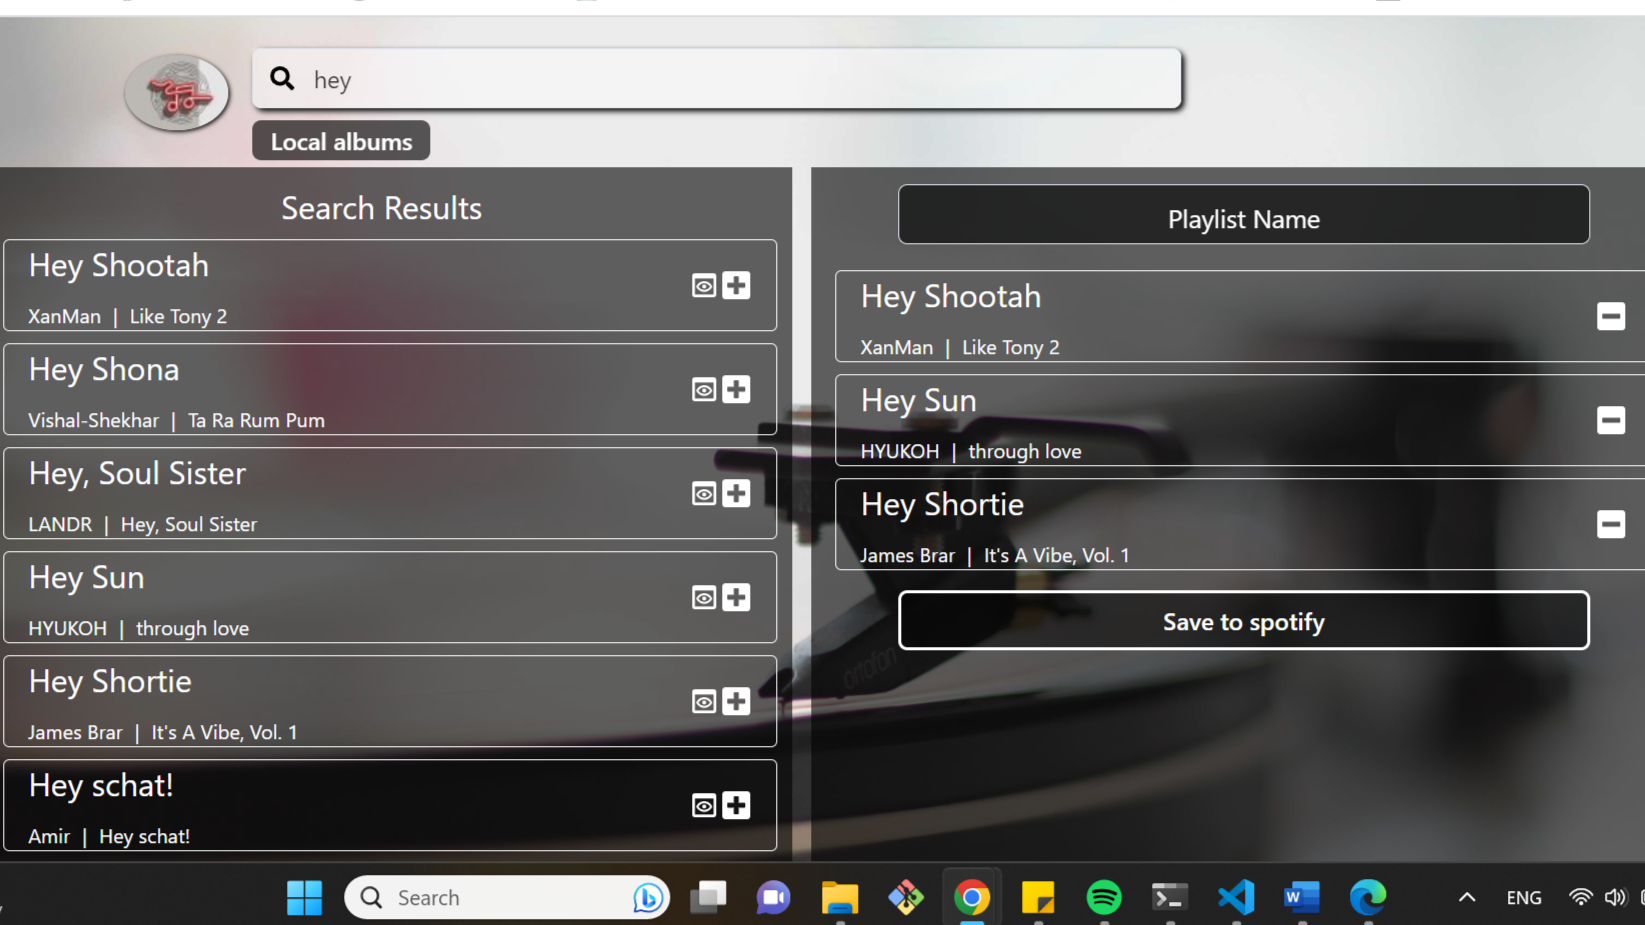 hey
Local albums
Search Results
Hey Shootah
XanMan | Like Tony 2
Hey Shona
Vishal-Shekhar | Ta Ra Rum Pum
Hey, Soul Sister
LANDR | Hey, Soul Sister
Hey Sun
HYUKOH | through love
Hey Shortie
James Brar | It's A Vibe, Vol. 1
Hey schat!
Amir | Hey schat!
Playlist Name
Hey Shootah
XanMan | Like Tony 2
Hey Sun
HYUKOH | through love
Hey Shortie
James Brar | It's A Vibe, Vol. 1
Save to spotify
ortofon
Search
W
ENG